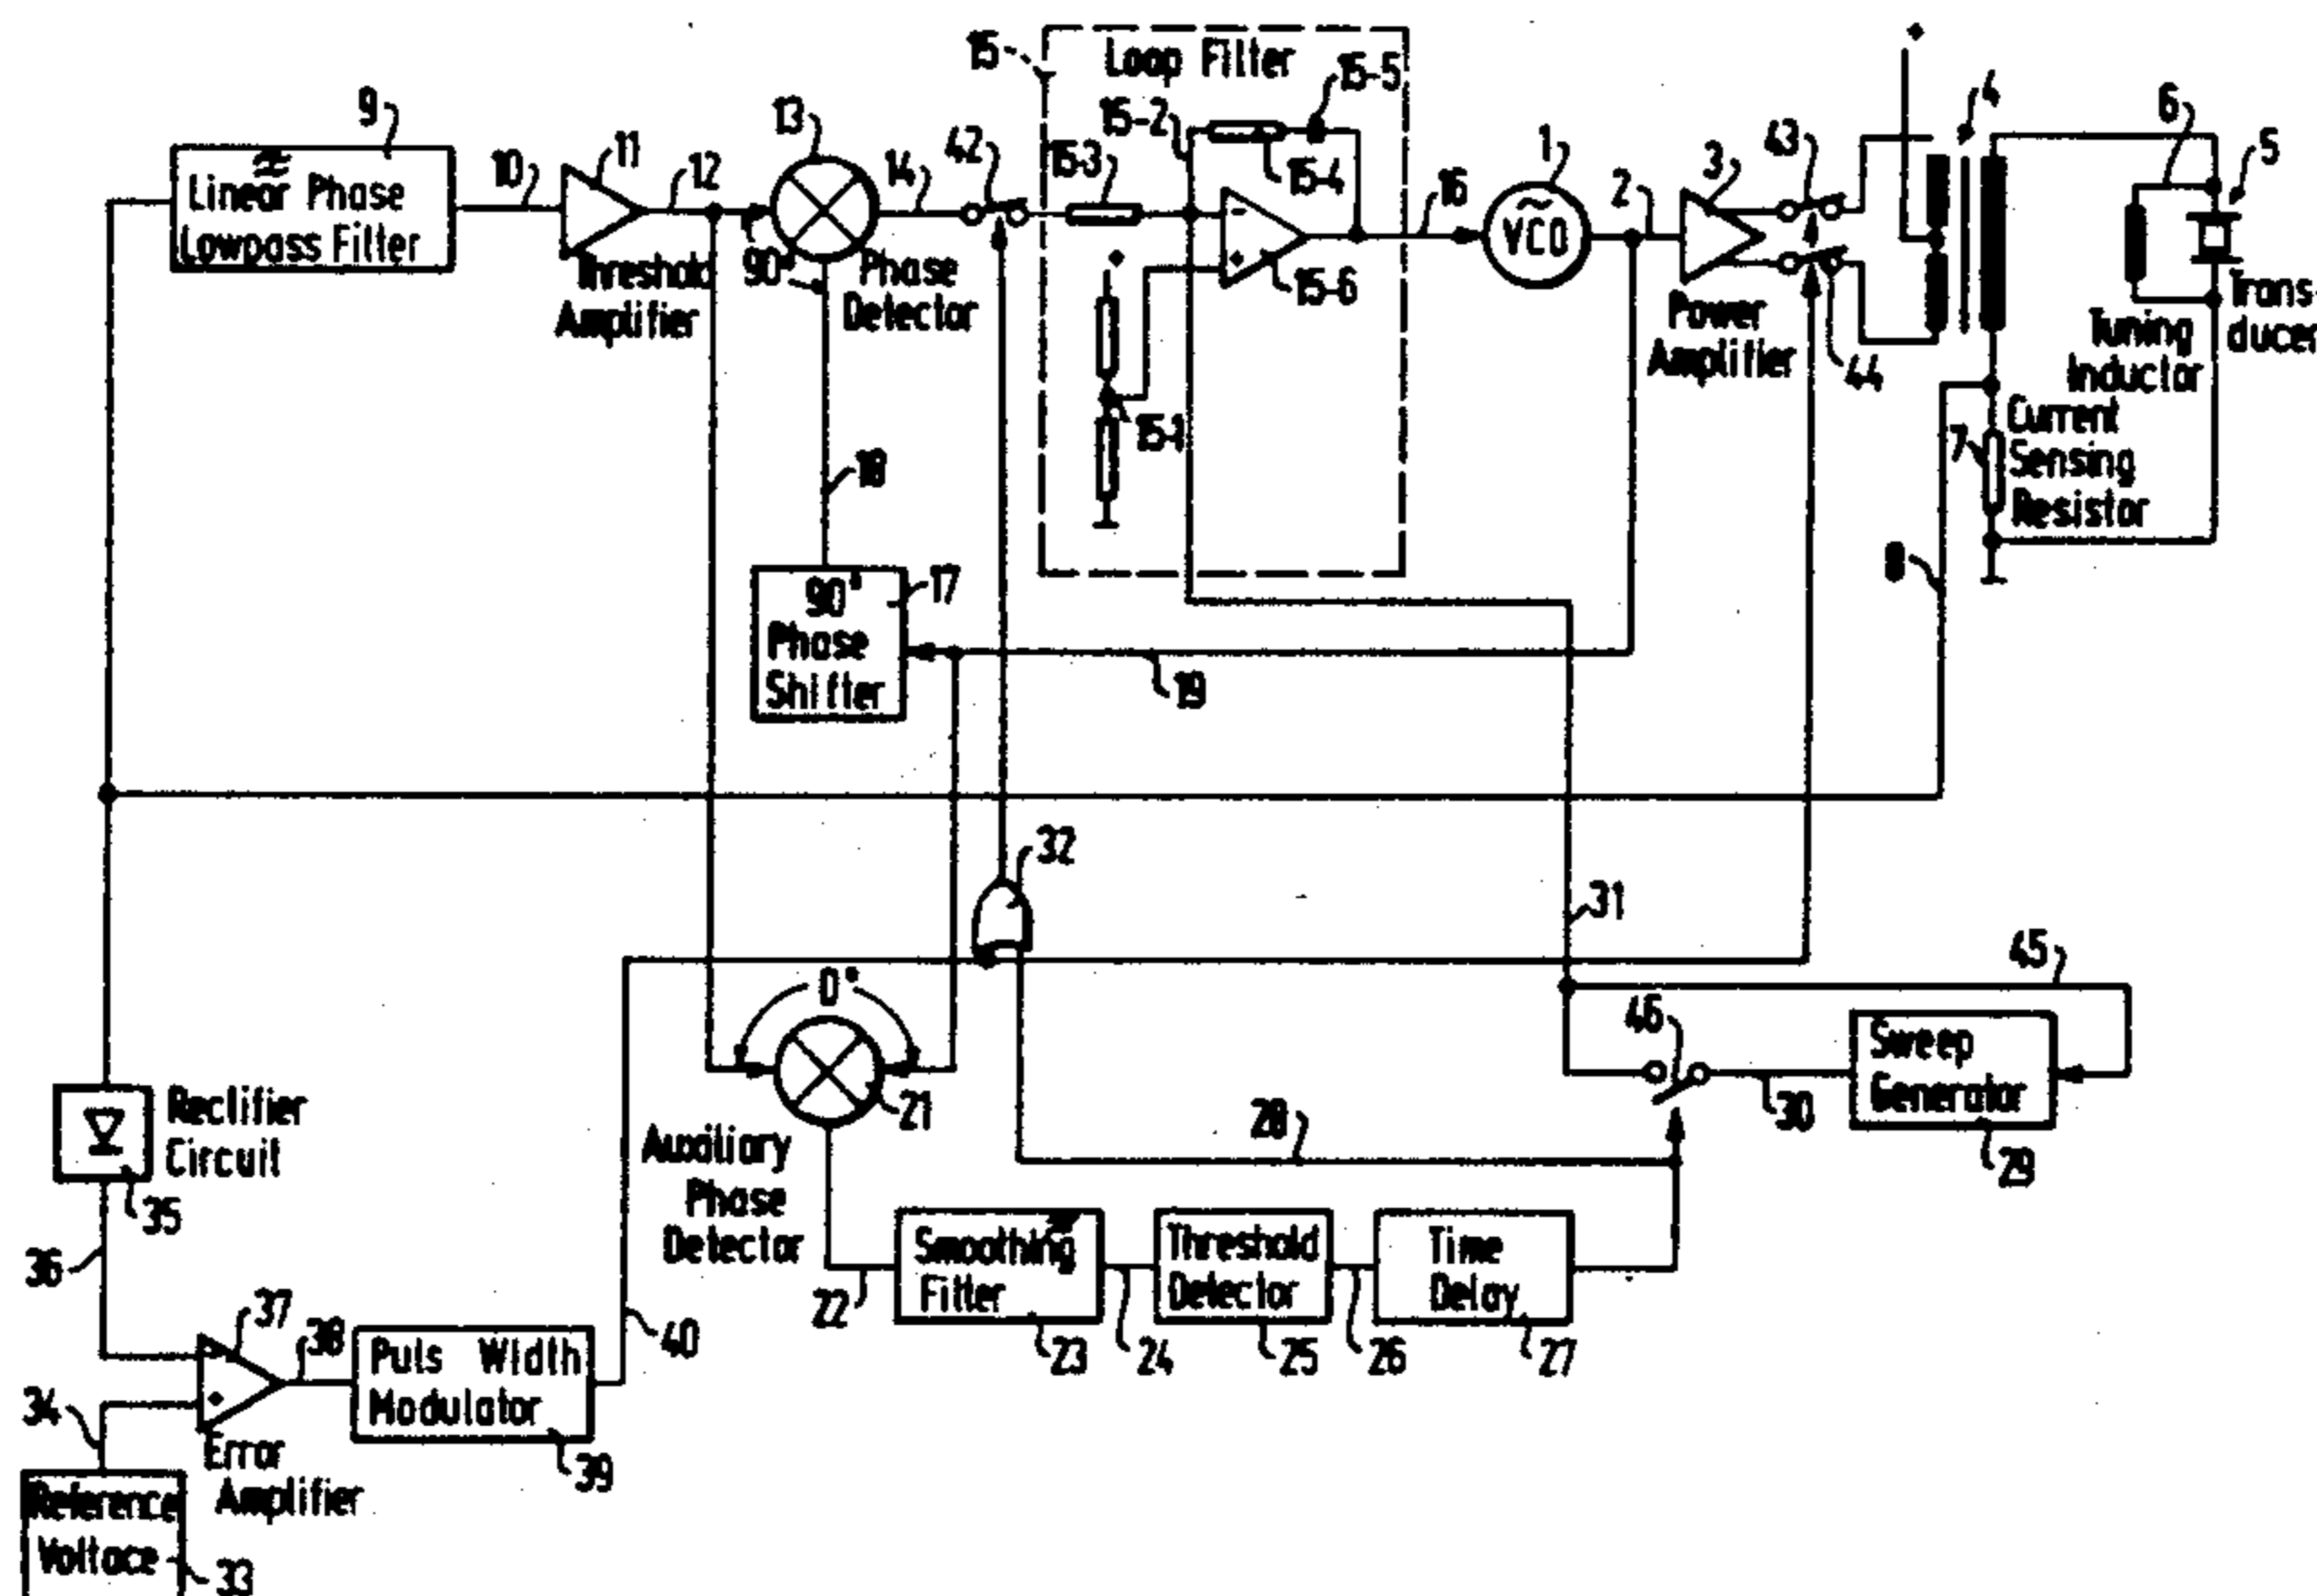 15
Loop Filter
15-5
4
9
13
15-2
6
42
15-3
1
3
43
5
Linear Phase
Lowpass Filter
10
11
12
14
15-4
16
VCO
2
Threshold
Amplifier
90°
Phase
Detector
15-6
Power
Amplifier
44
Tuning
Inductor
Trans-
ducer
15-1
7
Current
Sensing
Resistor
18
8
90°
Phase
Shifter
17
19
32
31
45
0°
46
Sweep
Generator
Rectifier
Circuit
21
28
30
29
35
Auxiliary
Phase
Detector
36
Smoothing
Filter
Threshold
Detector
Time
Delay
37
38
22
23
24
25
26
27
40
34
Puls Width
Modulator
39
Error
Amplifier
Reference
Voltage
33